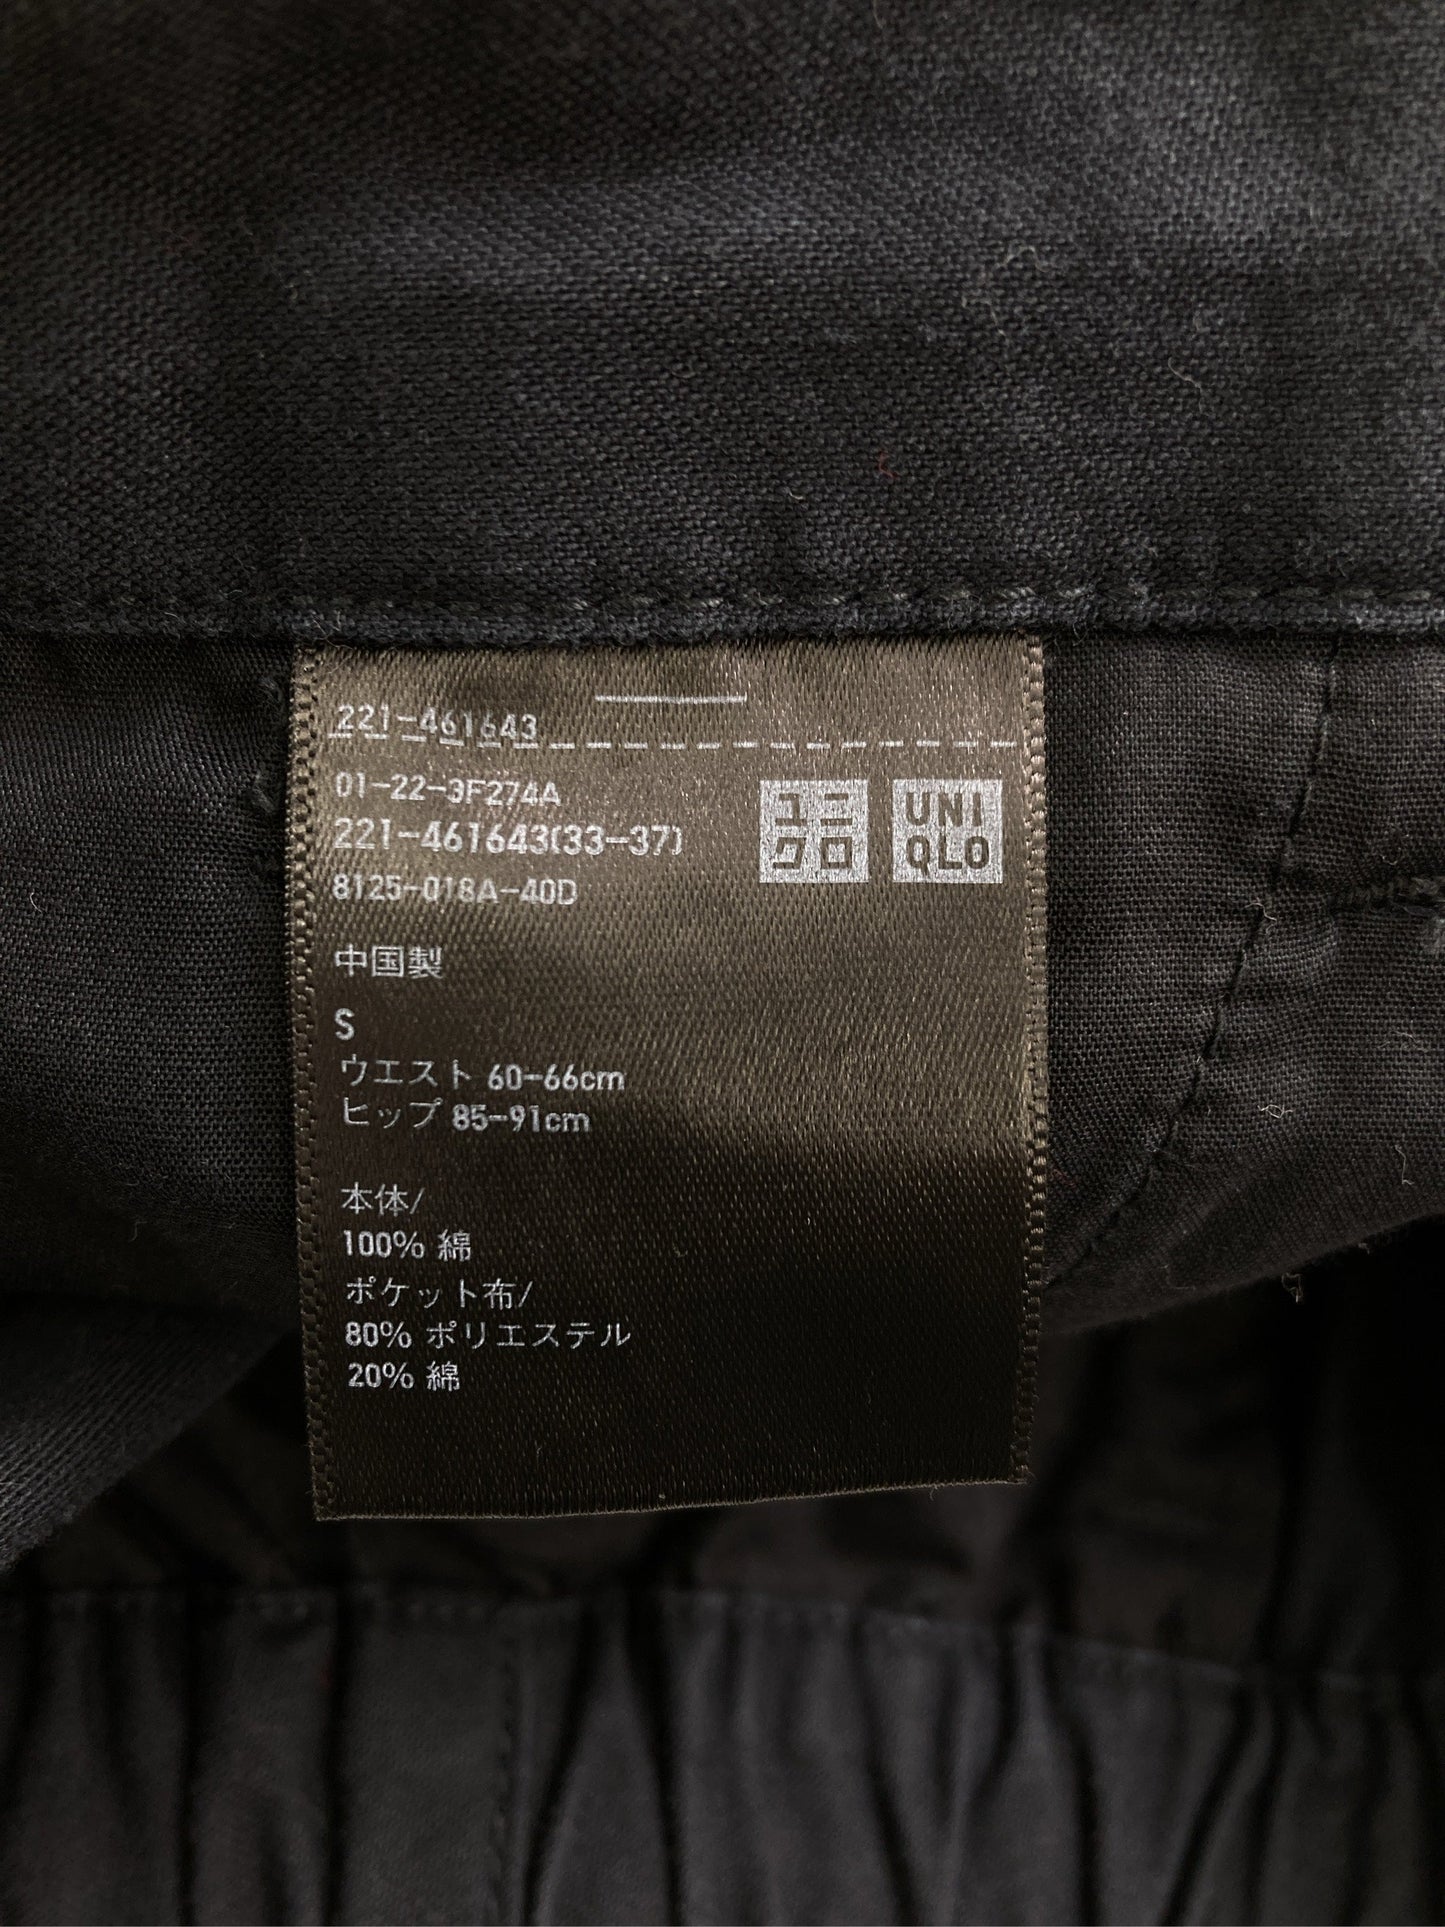 221-461643
01-22-3F274A
221-461643(33-37)
8125-018A-40D
ユニ
クロ
UNI
QLO
中国製
S
ウエスト 60-66cm
ヒップ 85-91cm
本体/
100% 綿
ポケット布/
80% ポリエステル
20% 綿